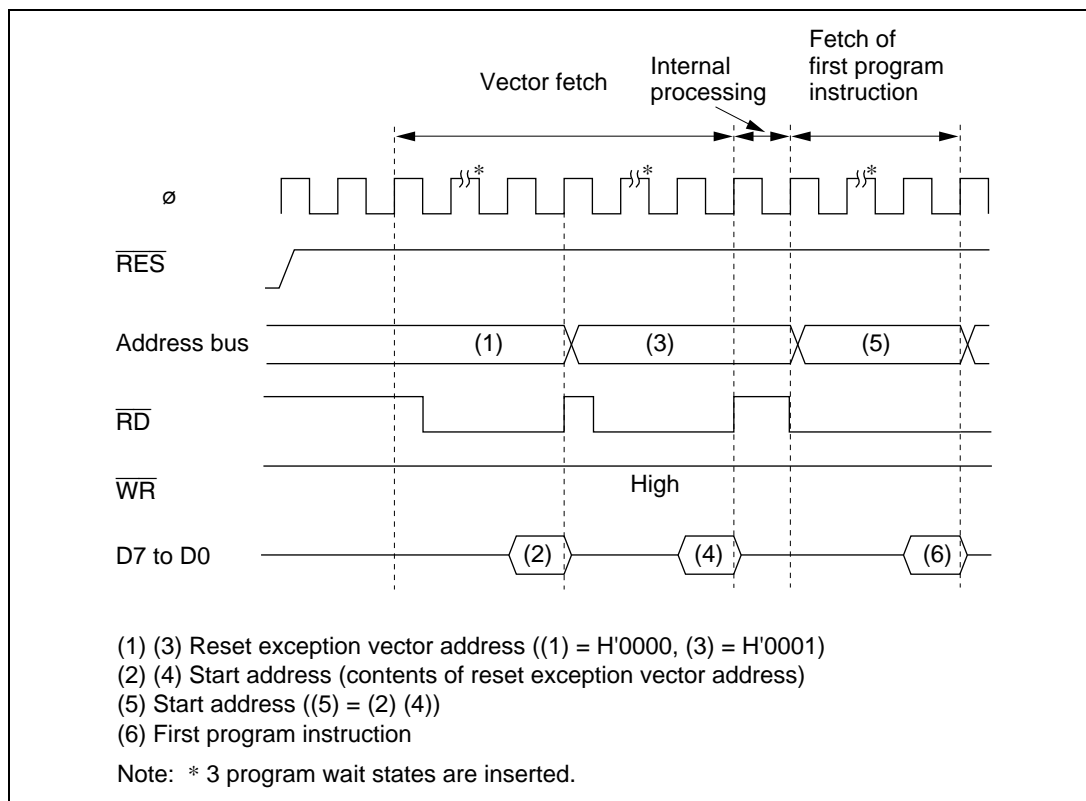 Vector fetch
Internal
processing
Fetch of
first program
instruction
ø
*
*
*
RES
Address bus
(1)
(3)
(5)
RD
WR
High
D7 to D0
(2)
(4)
(6)
(1) (3) Reset exception vector address ((1) = H'0000, (3) = H'0001)
(2) (4) Start address (contents of reset exception vector address)
(5) Start address ((5) = (2) (4))
(6) First program instruction
Note: * 3 program wait states are inserted.